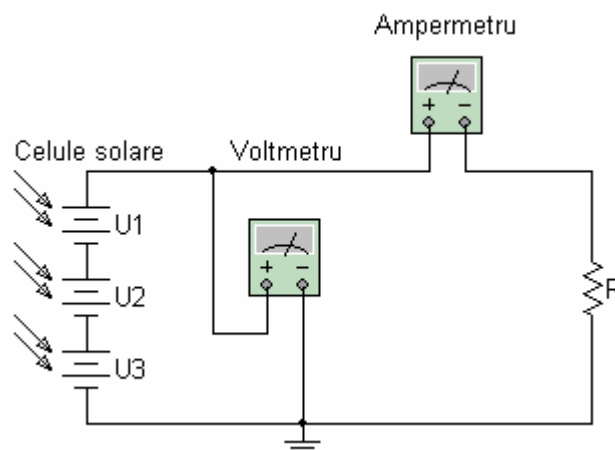 Ampermetru
Celule solare
Voltmetru
+ −
+ −
U1
U2
U3
R